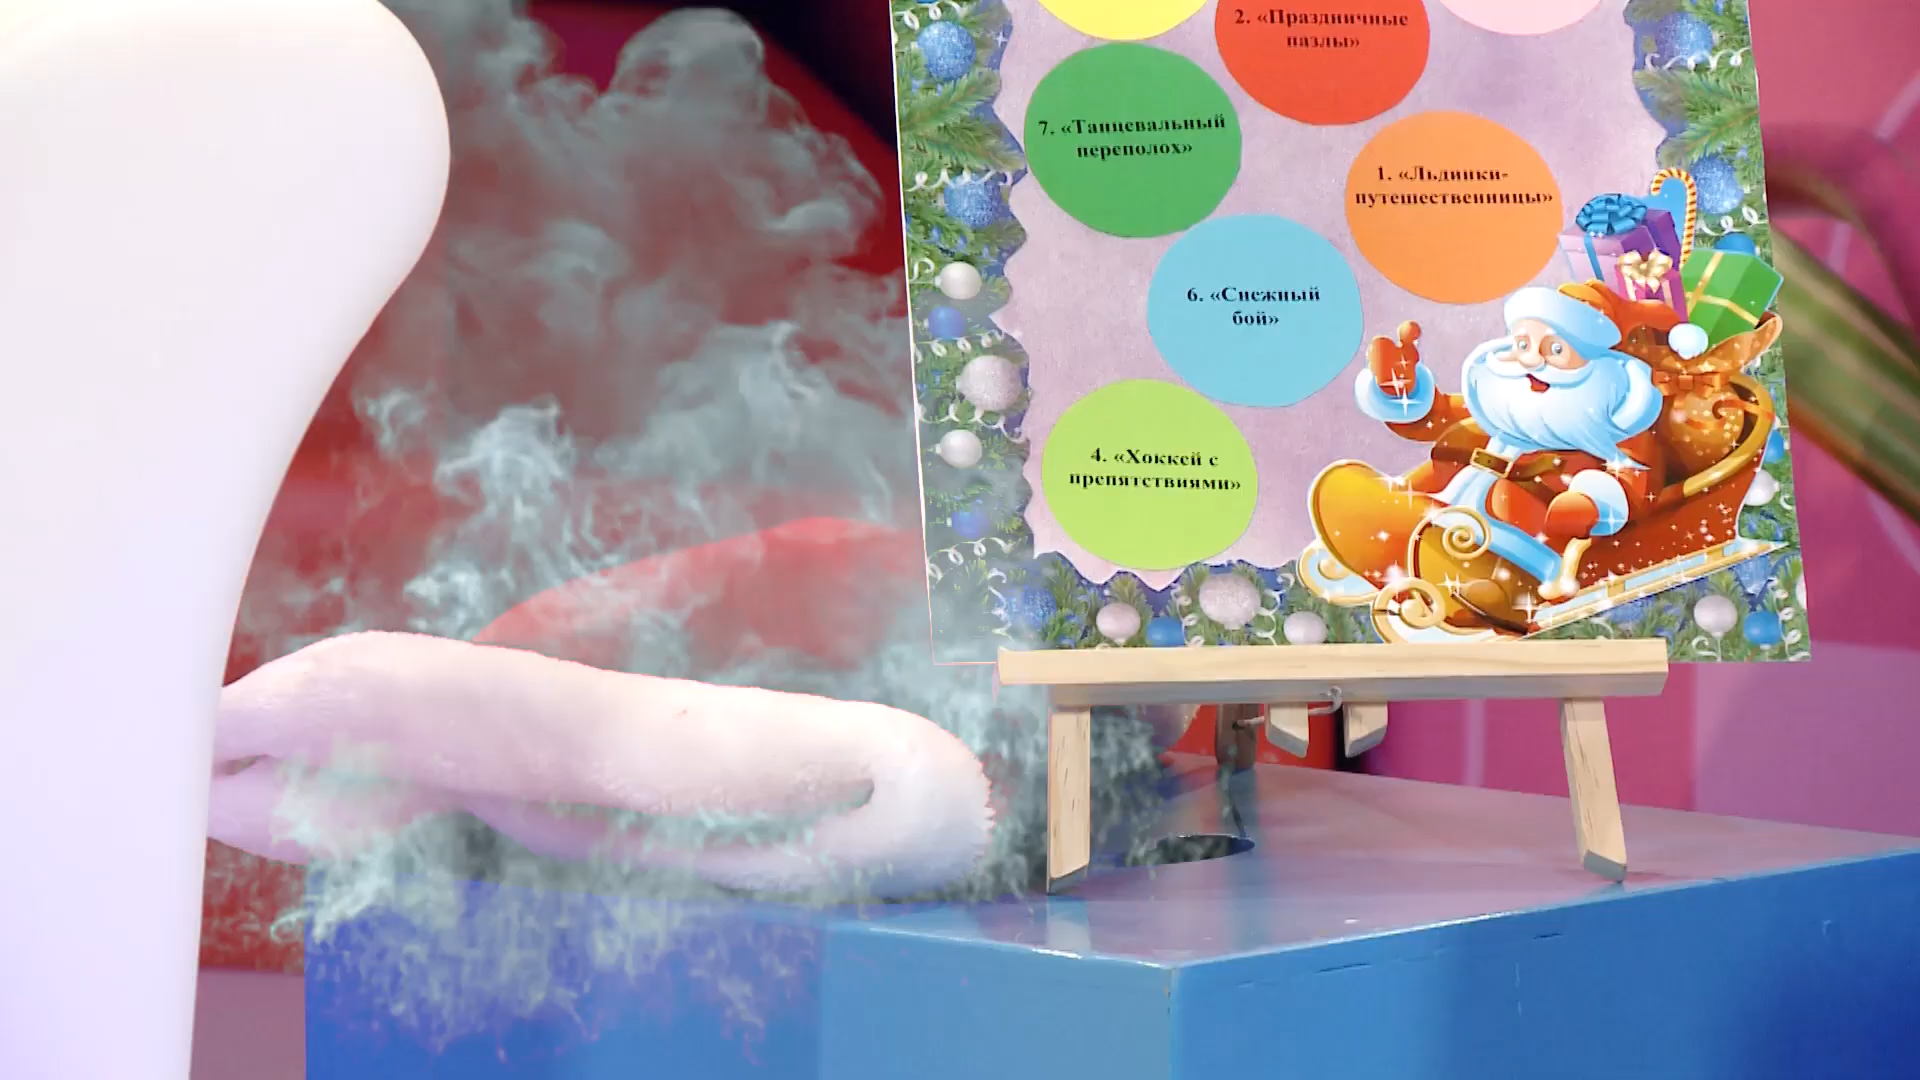 2. «Праздничные
пазлы»
7. «Танцевальный
переполох»
1. «Льдинки-
путешественницы»
6. «Снежный
бой»
4. «Хоккей с
препятствиями»